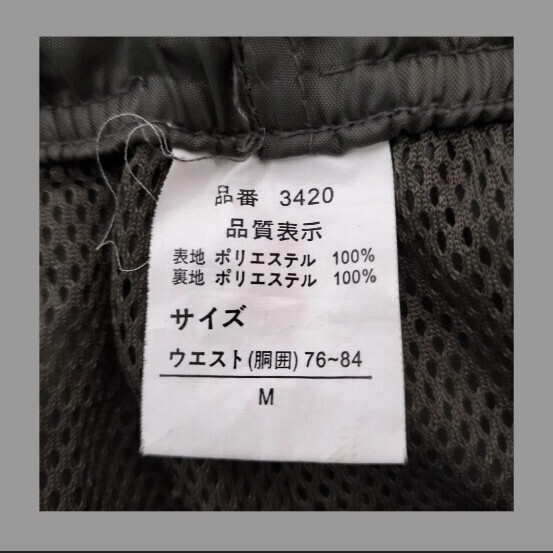 品番 3420
品質表示
表地 ポリエステル 100%
裏地 ポリエステル 100%
サイズ
ウエスト(胴囲)76~84
M